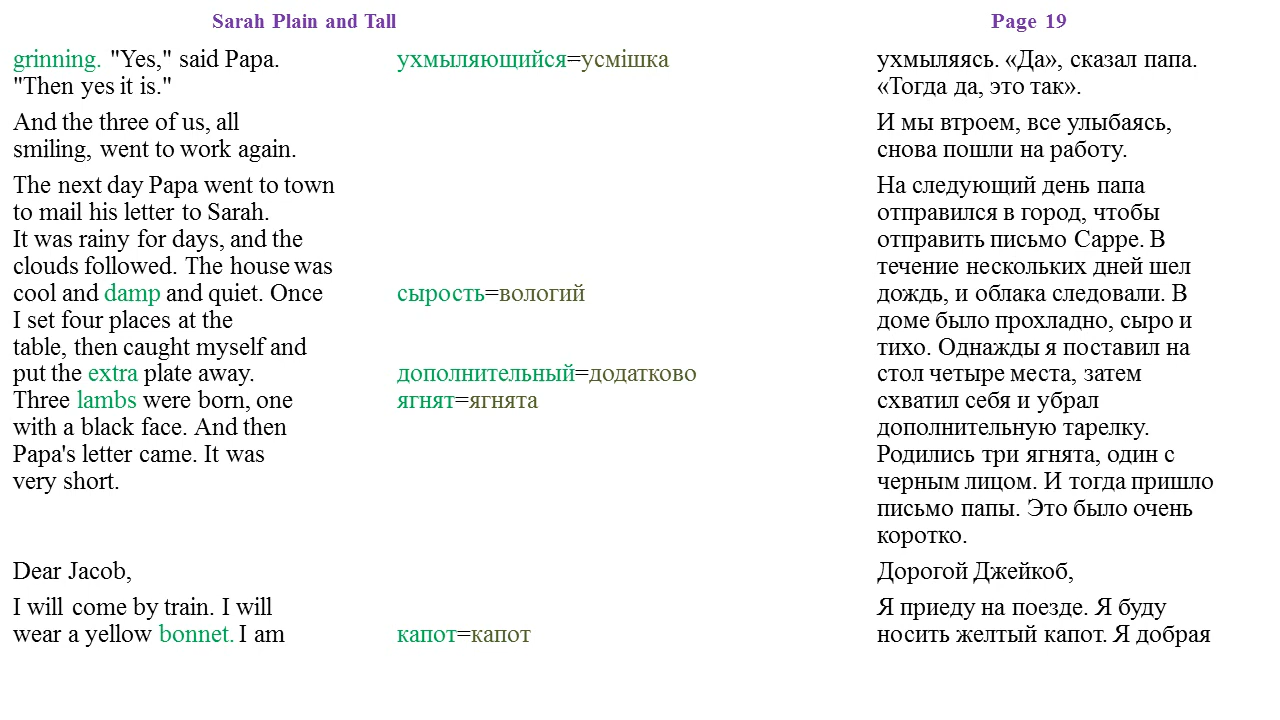 Sarah Plain and Tall
Page 19
grinning. "Yes," said Papa.
"Then yes it is."
And the three of us, all
smiling, went to work again.
The next day Papa went to town
to mail his letter to Sarah.
It was rainy for days, and the
clouds followed. The house was
cool and damp and quiet. Once
I set four places at the
table, then caught myself and
put the extra plate away.
Three lambs were born, one
with a black face. And then
Papa's letter came. It was
very short.
Dear Jacob,
I will come by train. I will
wear a yellow bonnet. I am
ухмыляющийся=усмішка
сырость=вологий
дополнительный=додатково
ягнят=ягнята
капот=капот
ухмыляясь. «Да», сказал папа.
«Тогда да, это так».
И мы втроем, все улыбаясь,
снова пошли на работу.
На следующий день папа
отправился в город, чтобы
отправить письмо Сарре. В
течение нескольких дней шел
дождь, и облака следовали. В
доме было прохладно, сыро и
тихо. Однажды я поставил на
стол четыре места, затем
схватил себя и убрал
дополнительную тарелку.
Родились три ягнята, один с
черным лицом. И тогда пришло
письмо папы. Это было очень
коротко.
Дорогой Джейкоб,
Я приеду на поезде. Я буду
носить желтый капот. Я добрая